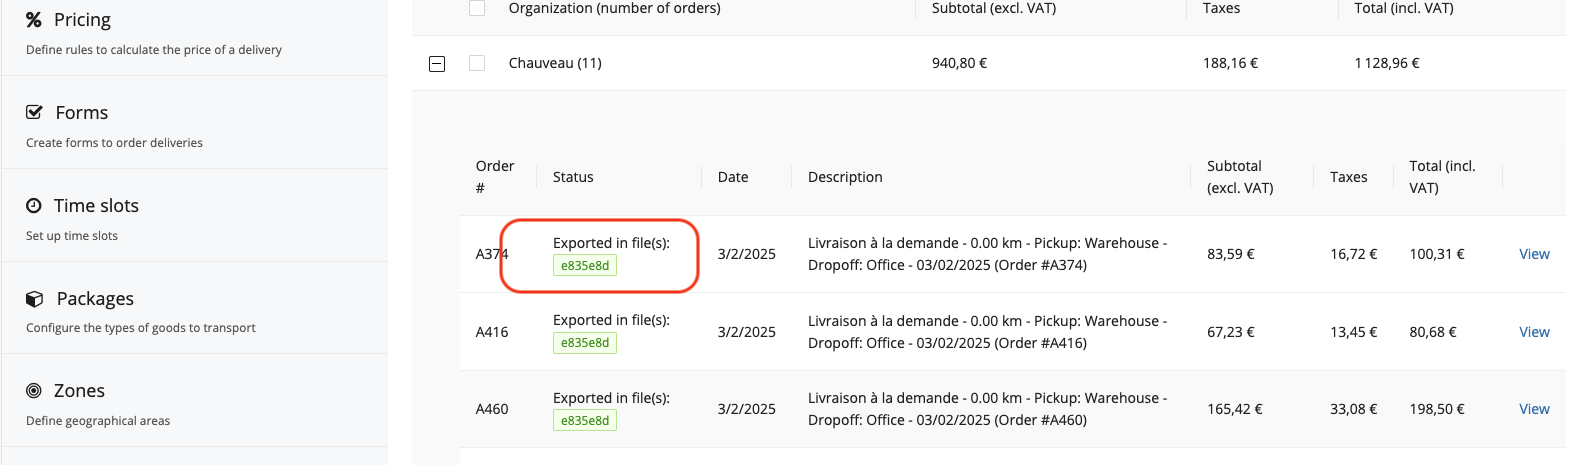 Pricing
Define rules to calculate the price of a delivery
Forms
Create forms to order deliveries
Time slots
Set up time slots
Packages
Configure the types of goods to transport
Zones
Define geographical areas
Organization (number of orders) Subtotal (excl. VAT) Taxes Total (incl. VAT)
Chauveau (11) 940,80 € 188,16 € 1 128,96 €
Order # Status Date Description Subtotal (excl. VAT) Taxes Total (incl. VAT)
A374 Exported in file(s): 3/2/2025 Livraison à la demande - 0.00 km - Pickup: Warehouse - 83,59 € 16,72 € 100,31 € View
e835e8d Dropoff: Office - 03/02/2025 (Order #A374)
A416 Exported in file(s): 3/2/2025 Livraison à la demande - 0.00 km - Pickup: Warehouse - 67,23 € 13,45 € 80,68 € View
e835e8d Dropoff: Office - 03/02/2025 (Order #A416)
A460 Exported in file(s): 3/2/2025 Livraison à la demande - 0.00 km - Pickup: Warehouse - 165,42 € 33,08 € 198,50 € View
e835e8d Dropoff: Office - 03/02/2025 (Order #A460)